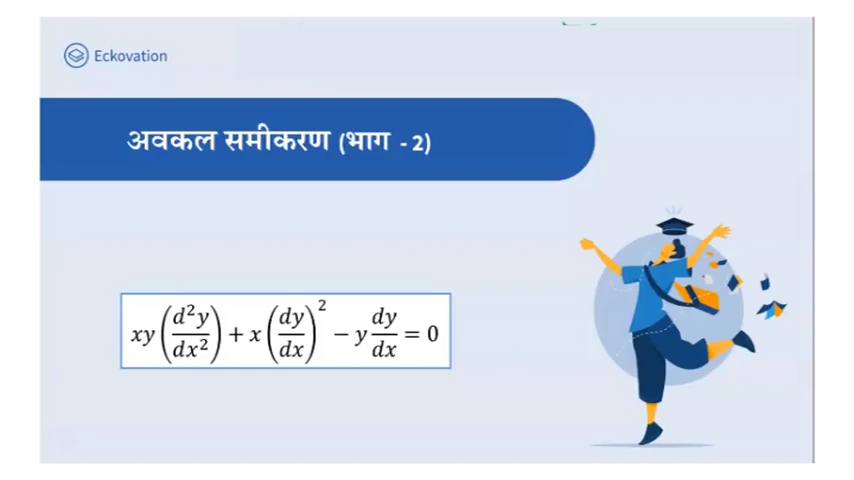 Eckovation
अवकल समीकरण (भाग - 2)
xy(d²y/dx²) + x(dy/dx)² − y dy/dx = 0